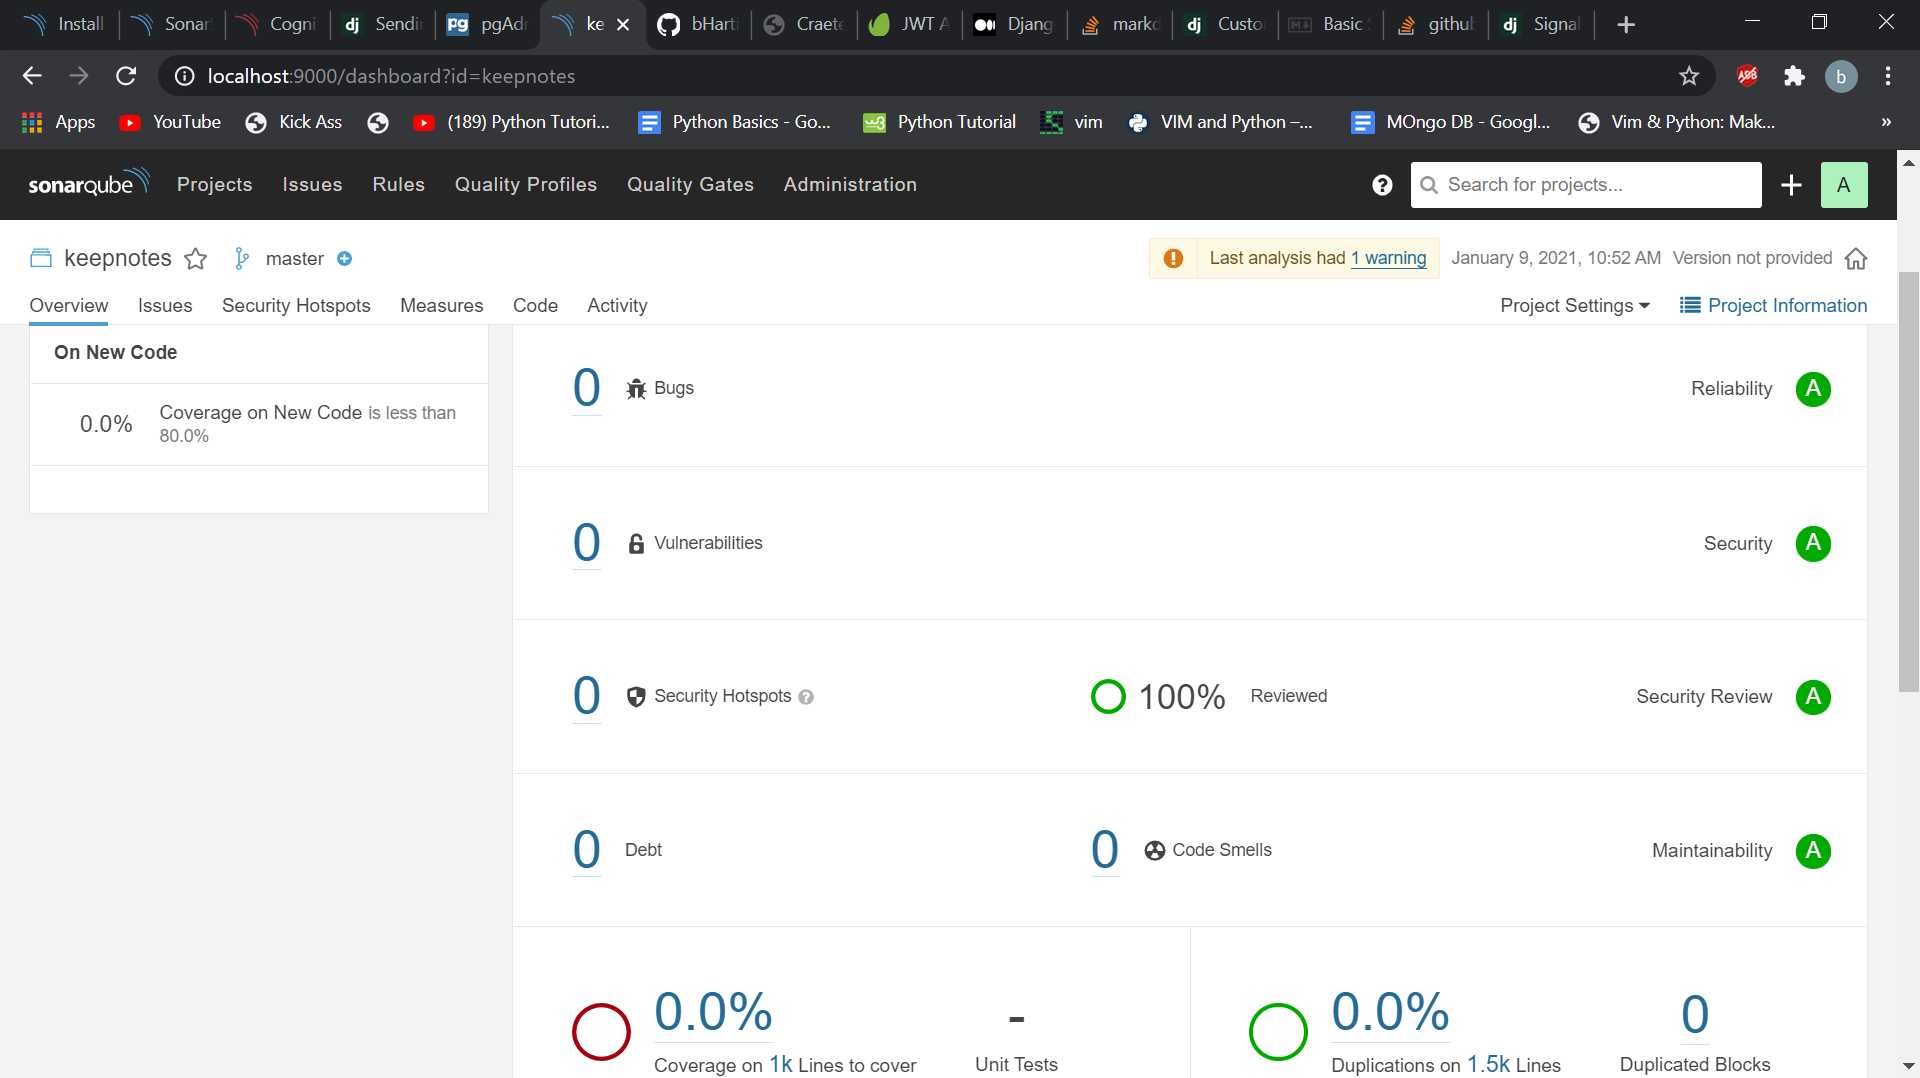 Install
Sonar
Cogni
Sendi
pgAd
ke
bHart
Craete
JWT A
Djang
markd
Custo
Basic
github
Signal
localhost:9000/dashboard?id=keepnotes
b
Apps
YouTube
Kick Ass
(189) Python Tutori...
Python Basics - Go...
Python Tutorial
vim
VIM and Python –...
MOngo DB - Googl...
Vim & Python: Mak...
»
sonarqube
Projects
Issues
Rules
Quality Profiles
Quality Gates
Administration
Search for projects...
A
keepnotes
master
Last analysis had 1 warning
January 9, 2021, 10:52 AM
Version not provided
Overview
Issues
Security Hotspots
Measures
Code
Activity
Project Settings
Project Information
On New Code
0.0%
Coverage on New Code is less than
80.0%
0 Bugs
Reliability A
0 Vulnerabilities
Security A
0 Security Hotspots
100% Reviewed
Security Review A
0 Debt
0 Code Smells
Maintainability A
0.0%
Coverage on 1k Lines to cover
-
Unit Tests
0.0%
Duplications on 1.5k Lines
0
Duplicated Blocks